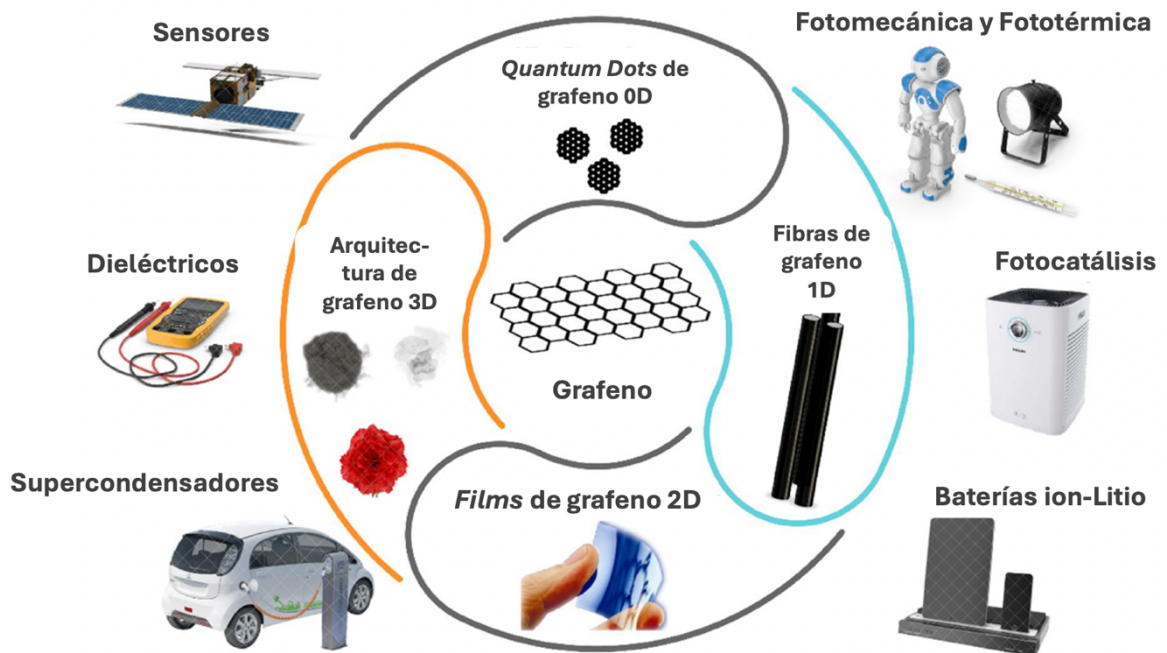 Sensores
Fotomecánica y Fototérmica
Quantum Dots de
grafeno 0D
Dieléctricos
Arquitec-
tura de
grafeno 3D
Fibras de
grafeno
1D
Fotocatálisis
Grafeno
Supercondensadores
Films de grafeno 2D
Baterías ion-Litio